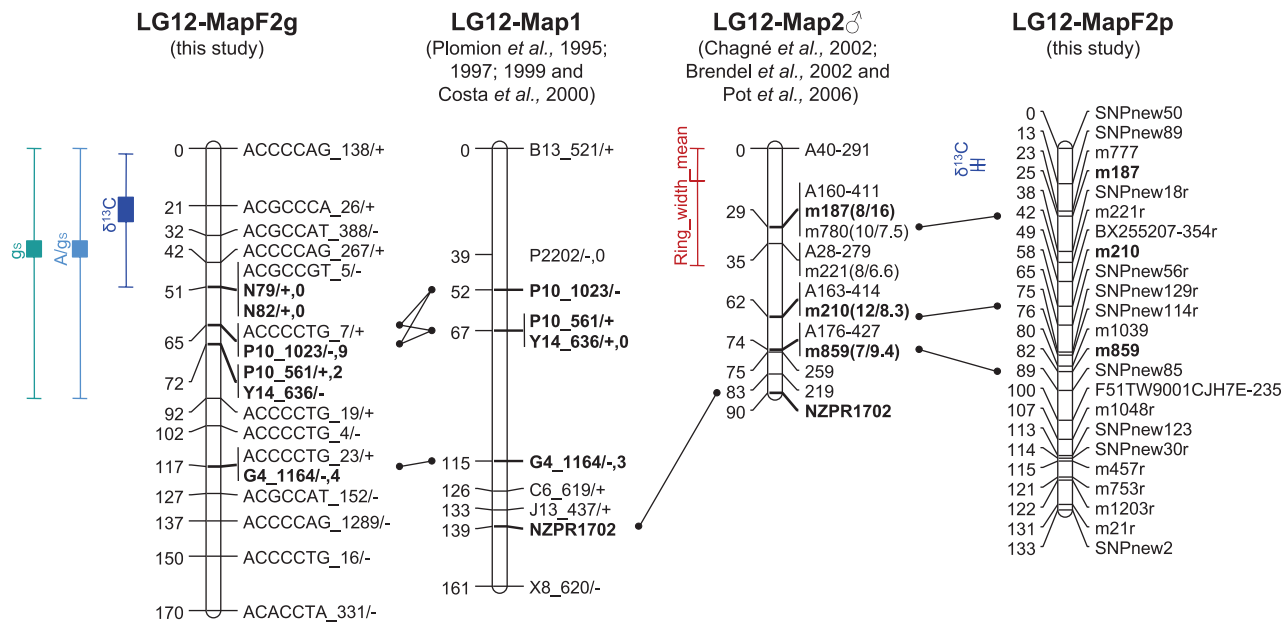 LG12-MapF2g
(this study)
gs
A/gs
δ13C
0 ACCCCAG_138/+
21 ACGCCCA_26/+
32 ACGCCAT_388/-
42 ACCCCAG_267/+
ACGCCGT_5/-
51 N79/+,0
N82/+,0
ACCCCTG_7/+
65 P10_1023/-,9
P10_561/+,2
72 Y14_636/-
92 ACCCCTG_19/+
102 ACCCCTG_4/-
ACCCCTG_23/+
117 G4_1164/-,4
127 ACGCCAT_152/-
137 ACCCCAG_1289/-
150 ACCCCTG_16/-
170 ACACCTA_331/-
LG12-Map1
(Plomion et al., 1995;
1997; 1999 and
Costa et al., 2000)
0 B13_521/+
39 P2202/-,0
52 P10_1023/-
P10_561/+
67 Y14_636/+,0
115 G4_1164/-,3
126 C6_619/+
133 J13_437/+
139 NZPR1702
161 X8_620/-
LG12-Map2♂
(Chagné et al., 2002;
Brendel et al., 2002 and
Pot et al., 2006)
Ring_width_mean
0 A40-291
A160-411
29 m187(8/16)
m780(10/7.5)
A28-279
35 m221(8/6.6)
A163-414
62 m210(12/8.3)
A176-427
74 m859(7/9.4)
75 259
83 219
90 NZPR1702
LG12-MapF2p
(this study)
δ13C
0 SNPnew50
13 SNPnew89
23 m777
25 m187
38 SNPnew18r
42 m221r
49 BX255207-354r
58 m210
65 SNPnew56r
75 SNPnew129r
76 SNPnew114r
80 m1039
82 m859
89 SNPnew85
100 F51TW9001CJH7E-235
107 m1048r
113 SNPnew123
114 SNPnew30r
115 m457r
121 m753r
122 m1203r
131 m21r
133 SNPnew2